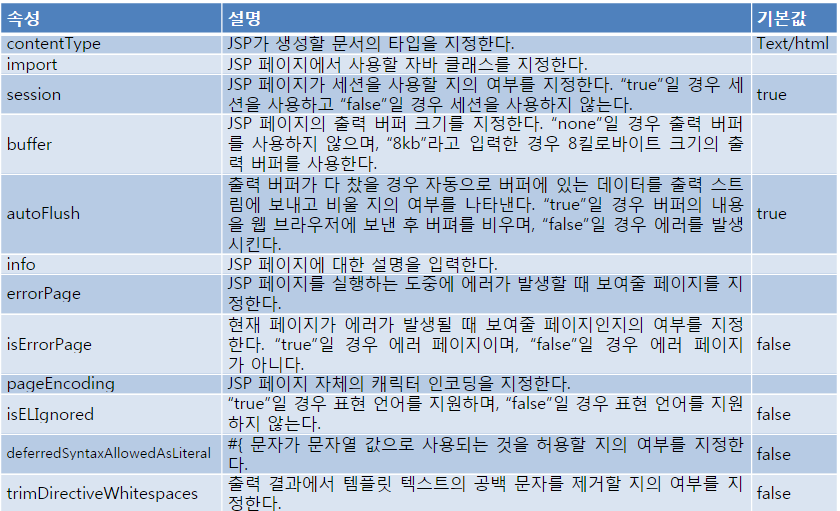 속성 설명 기본값
contentType JSP가 생성할 문서의 타입을 지정한다. Text/html
import JSP 페이지에서 사용할 자바 클래스를 지정한다.
session JSP 페이지가 세션을 사용할 지의 여부를 지정한다. “true”일 경우 세
션을 사용하고 “false”일 경우 세션을 사용하지 않는다. true
buffer JSP 페이지의 출력 버퍼 크기를 지정한다. “none”일 경우 출력 버퍼
를 사용하지 않으며, “8kb”라고 입력한 경우 8킬로바이트 크기의 출
력 버퍼를 사용한다.
autoFlush 출력 버퍼가 다 찼을 경우 자동으로 버퍼에 있는 데이터를 출력 스트
림에 보내고 비울 지의 여부를 나타낸다. “true”일 경우 버퍼의 내용
을 웹 브라우저에 보낸 후 버펴를 비우며, “false”일 경우 에러를 발생
시킨다. true
info JSP 페이지에 대한 설명을 입력한다.
errorPage JSP 페이지를 실행하는 도중에 에러가 발생할 때 보여줄 페이지를 지
정한다.
isErrorPage 현재 페이지가 에러가 발생될 때 보여줄 페이지인지의 여부를 지정
한다. “true”일 경우 에러 페이지이며, “false”일 경우 에러 페이지
가 아니다. false
pageEncoding JSP 페이지 자체의 캐릭터 인코딩을 지정한다.
isELIgnored “true”일 경우 표현 언어를 지원하며, “false”일 경우 표현 언어를 지원
하지 않는다. false
deferredSyntaxAllowedAsLiteral #{ 문자가 문자열 값으로 사용되는 것을 허용할 지의 여부를 지정한
다. false
trimDirectiveWhitespaces 출력 결과에서 템플릿 텍스트의 공백 문자를 제거할 지의 여부를 지
정한다. false